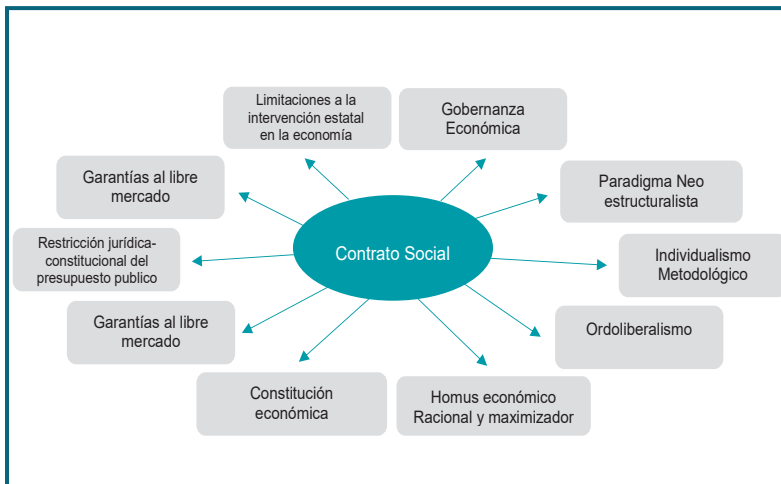 Limitaciones a la
intervención estatal
en la economía
Gobernanza
Económica
Garantías al libre
mercado
Paradigma Neo
estructuralista
Restricción jurídica-
constitucional del
presupuesto publico
Contrato Social
Individualismo
Metodológico
Garantías al libre
mercado
Ordoliberalismo
Constitución
económica
Homus económico
Racional y maximizador